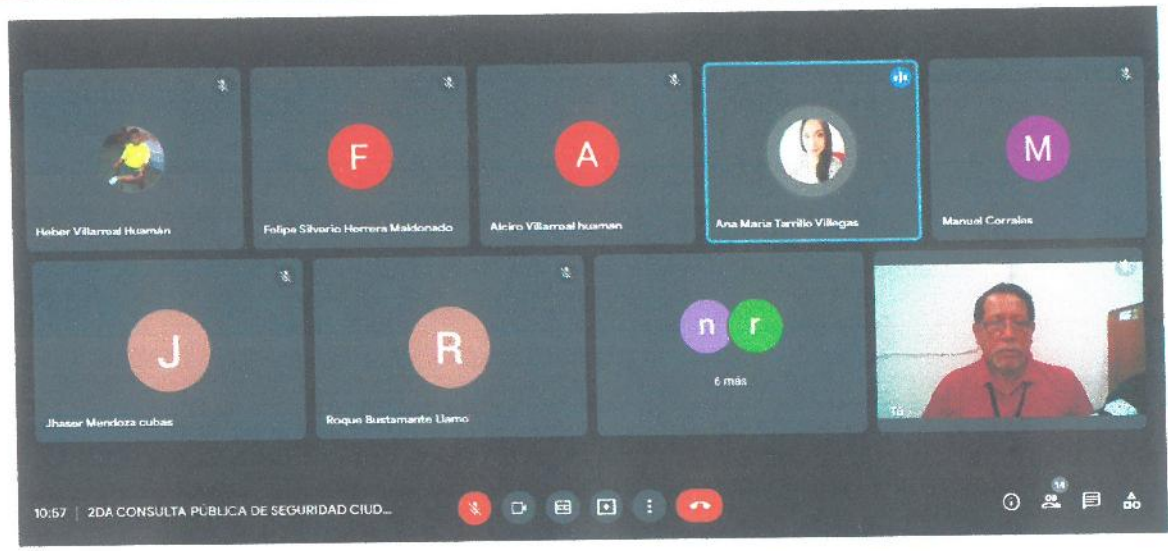 F
A
M
Heber Villarreal Huamán
Felipe Silverio Herrera Maldonado
Alciro Villarreal huaman
Ana Maria Tarrillo Villegas
Manuel Corrales
J
R
n r
6 más
Jhaser Mendoza cubas
Roque Bustamante Llamo
Tú
14
10:57 | 2DA CONSULTA PÚBLICA DE SEGURIDAD CIUD...